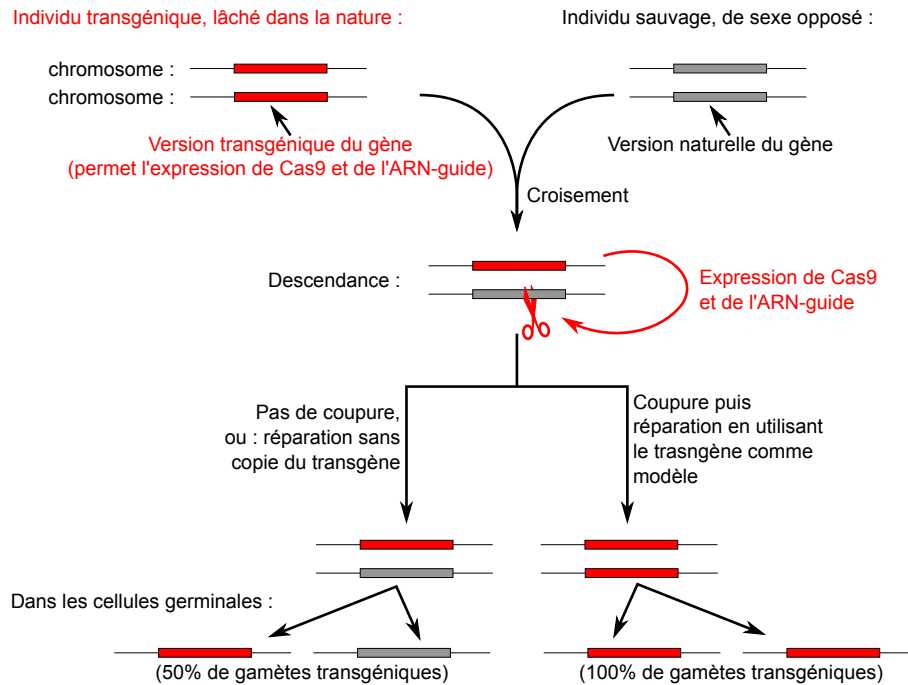 Individu transgénique, lâché dans la nature :
Individu sauvage, de sexe opposé :
chromosome :
chromosome :
Version transgénique du gène
(permet l'expression de Cas9 et de l'ARN-guide)
Version naturelle du gène
Croisement
Descendance :
Expression de Cas9
et de l'ARN-guide
Pas de coupure,
ou : réparation sans
copie du transgène
Coupure puis
réparation en utilisant
le trasngène comme
modèle
Dans les cellules germinales :
(50% de gamètes transgéniques)
(100% de gamètes transgéniques)